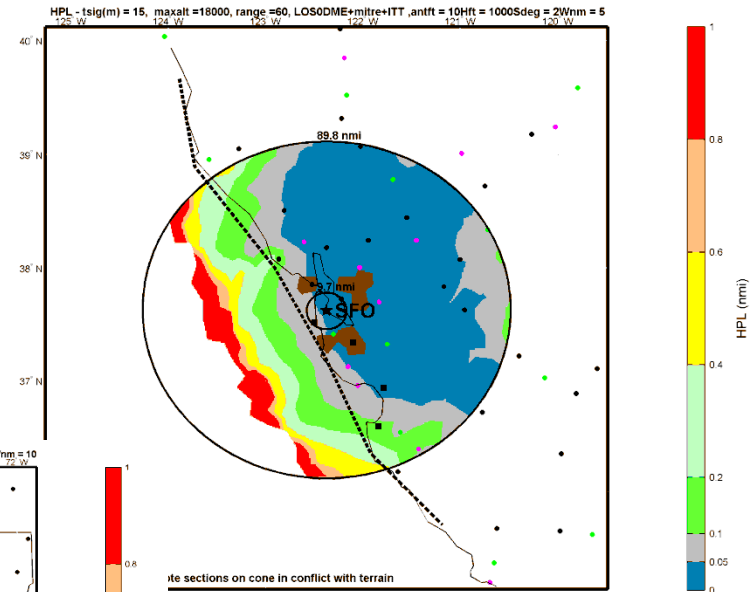 HPL - tsig(m) = 15, maxalt =18000, range =60, LOS0DME+mitre+ITT ,antft = 10Hft = 1000Sdeg = 2Wnm = 5
125° W
124° W
123° W
122° W
121° W
120° W
40° N
39° N
38° N
37° N
89.8 nmi
9.7 nmi
SFO
sections on cone in conflict with terrain
= 10
72° W
1
0.8
1
0.8
0.6
0.4
0.2
0.1
0.05
0
HPL (nmi)